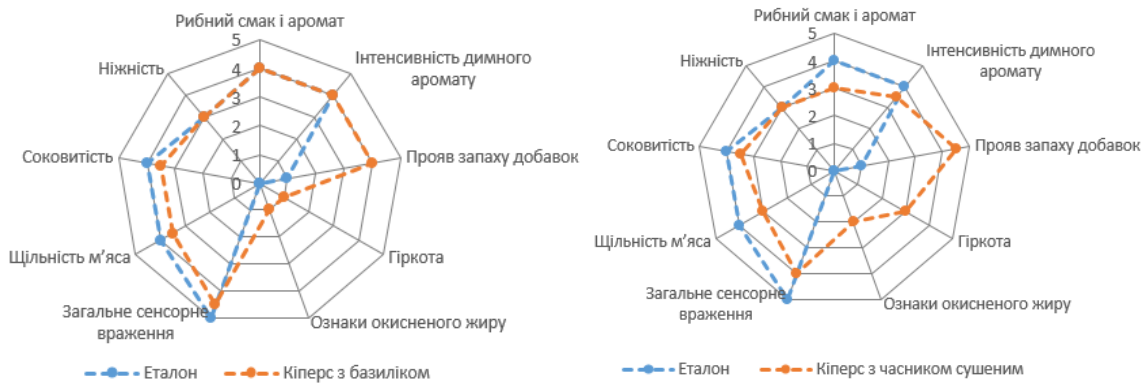 Рибний смак і аромат
5
4
3
2
1
0
Інтенсивність димного
аромату
Прояв запаху добавок
Гіркота
Ознаки окисненого жиру
Загальне сенсорне
враження
Щільність м’яса
Соковитість
Ніжність
Еталон
Кіперс з базиліком
Рибний смак і аромат
5
4
3
2
1
0
Інтенсивність димного
аромату
Прояв запаху добавок
Гіркота
Ознаки окисненого жиру
Загальне сенсорне
враження
Щільність м’яса
Соковитість
Ніжність
Еталон
Кіперс з часником сушеним